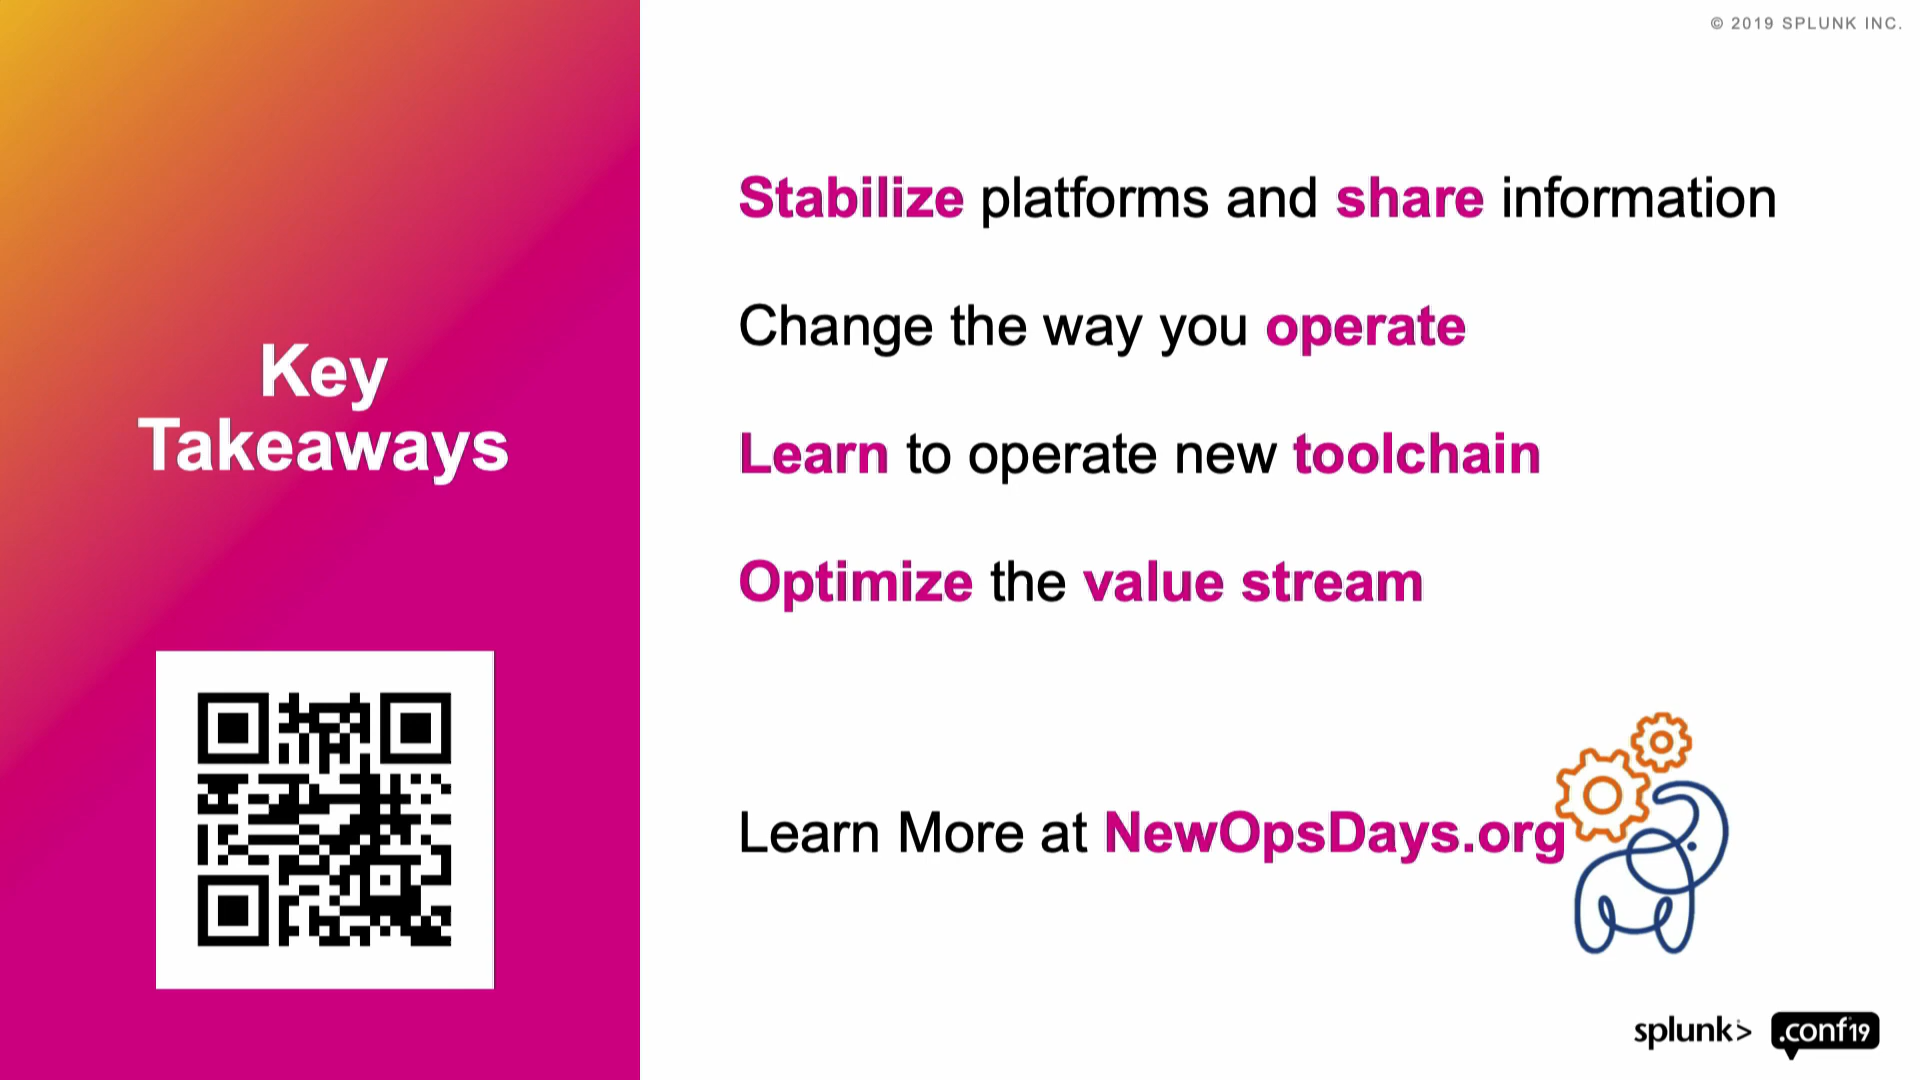 © 2019 SPLUNK INC.
Key
Takeaways
Stabilize platforms and share information
Change the way you operate
Learn to operate new toolchain
Optimize the value stream
Learn More at NewOpsDays.org
splunk> .conf19